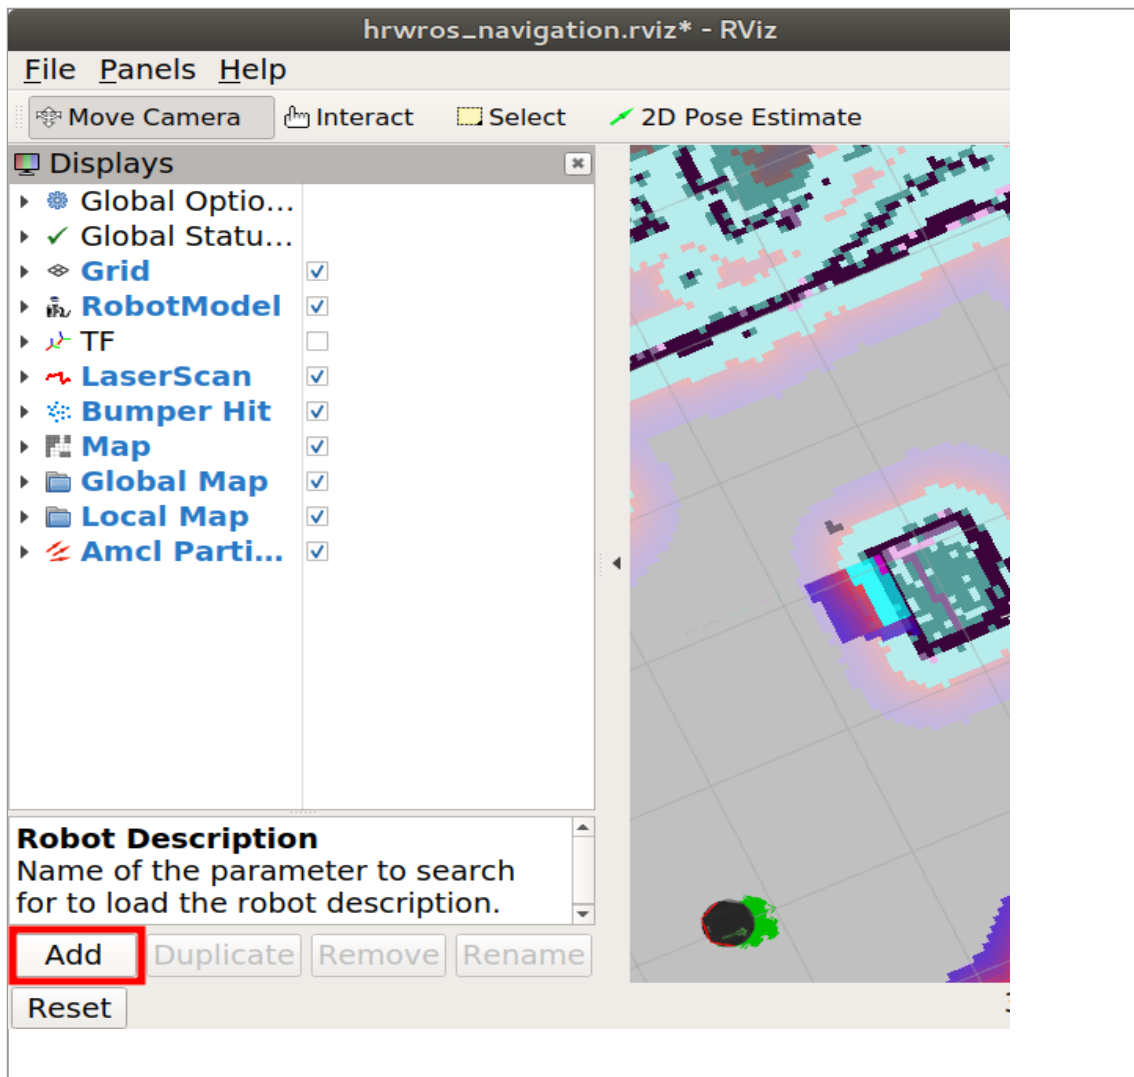 hrwros_navigation.rviz* - RViz
File Panels Help
Move Camera Interact Select 2D Pose Estimate
Displays
Global Optio...
Global Statu...
Grid
RobotModel
TF
LaserScan
Bumper Hit
Map
Global Map
Local Map
Amcl Parti...
Robot Description
Name of the parameter to search
for to load the robot description.
Add Duplicate Remove Rename
Reset